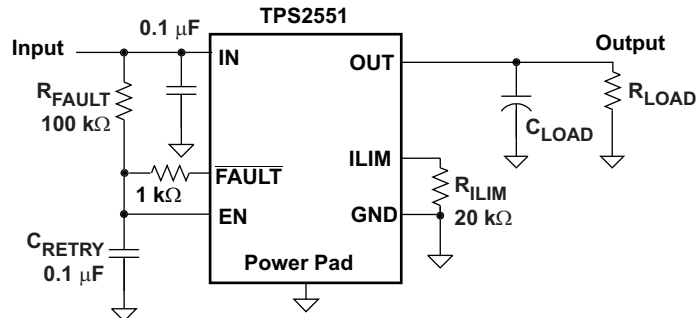 TPS2551
Input
0.1 μF
IN
OUT
Output
R_FAULT
100 kΩ
R_LOAD
C_LOAD
FAULT
1 kΩ
ILIM
R_ILIM
20 kΩ
EN
GND
C_RETRY
0.1 μF
Power Pad